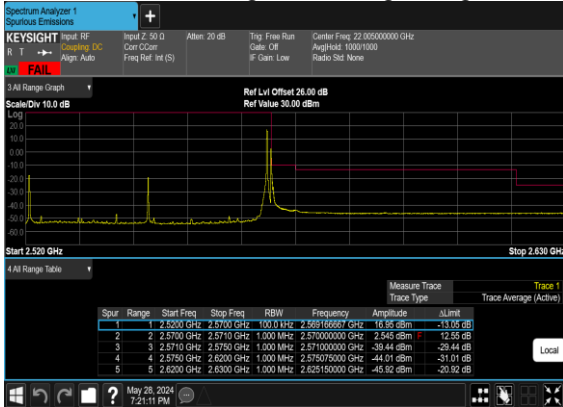 Spectrum Analyzer 1
Spurious Emissions
+
KEYSIGHT Input: RF Input Z: 50 Ω Atten: 20 dB Trig: Free Run Center Freq: 22.005000000 GHz
R T Coupling: DC Corr CCorr Gate: Off Avg|Hold: 1000/1000
Align: Auto Freq Ref: Int (S) IF Gain: Low Radio Std: None
FAIL
3 All Range Graph
Ref Lvl Offset 26.00 dB
Scale/Div 10.0 dB Ref Value 30.00 dBm
Log
20.0
10.0
0.00
-10.0
-20.0
-30.0
-40.0
-50.0
-60.0
Start 2.520 GHz Stop 2.630 GHz
4 All Range Table
Measure Trace Trace 1
Trace Type Trace Average (Active)
Spur Range Start Freq Stop Freq RBW Frequency Amplitude ΔLimit
1 1 2.5200 GHz 2.5700 GHz 100.0 kHz 2.569166667 GHz 16.95 dBm -13.05 dB
2 2 2.5700 GHz 2.5710 GHz 1.000 MHz 2.570000000 GHz 2.545 dBm 12.55 dB
3 3 2.5710 GHz 2.5750 GHz 1.000 MHz 2.571000000 GHz -39.44 dBm -29.44 dB
4 4 2.5750 GHz 2.6200 GHz 1.000 MHz 2.575075000 GHz -44.01 dBm -31.01 dB
5 5 2.6200 GHz 2.6300 GHz 1.000 MHz 2.625150000 GHz -45.92 dBm -20.92 dB
Local
?
May 28, 2024
7:21:11 PM